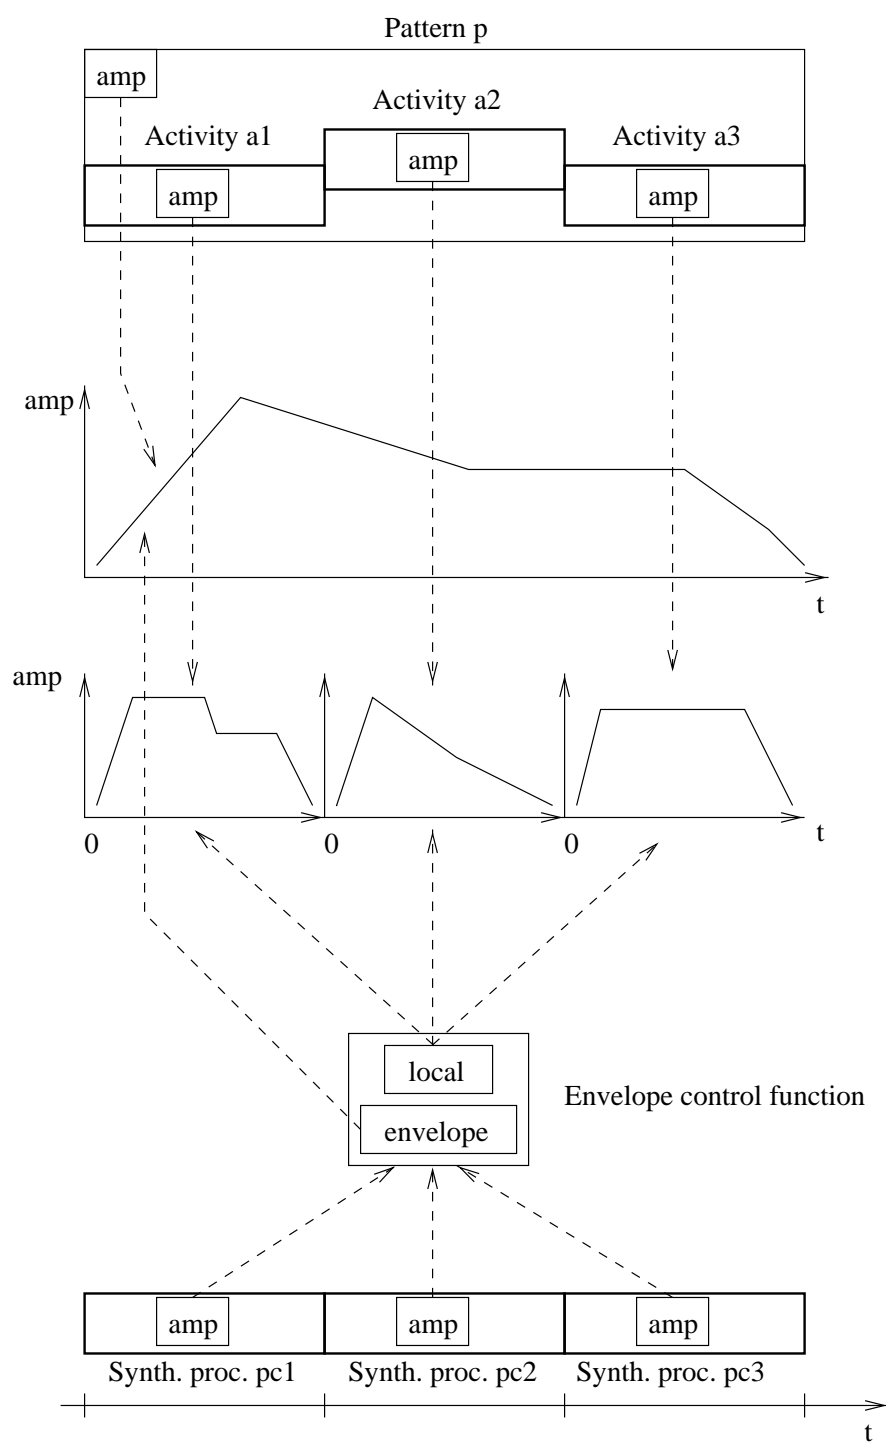 Pattern p
amp
Activity a2
Activity a1
Activity a3
amp
amp
amp
amp
t
amp
0
0
0
t
local
Envelope control function
envelope
amp
amp
amp
Synth. proc. pc1
Synth. proc. pc2
Synth. proc. pc3
t